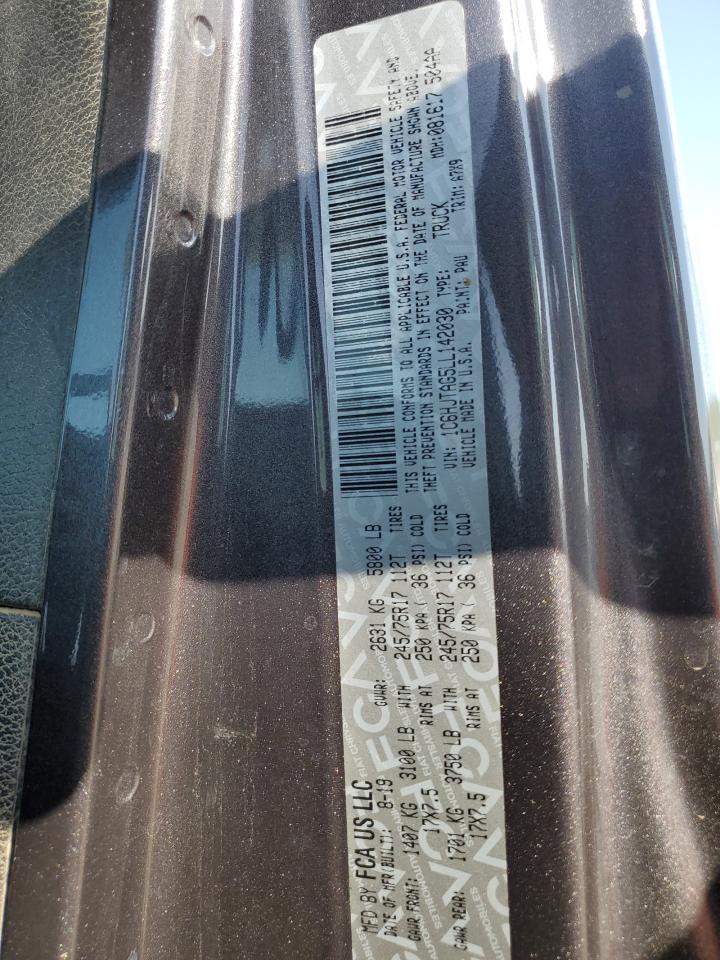 MFD BY FCA US LLC
DATE OF MFR(BUILT): 8-19 GVWR: 2631 KG 5800 LB
GAWR FRONT: 1407 KG 3100 LB WITH 245/75R17 112T TIRES
17X7.5 RIMS AT 250 KPA( 36 PSI) COLD
GAWR REAR: 1701 KG 3750 LB WITH 245/75R17 112T TIRES
17X7.5 RIMS AT 250 KPA( 36 PSI) COLD
THIS VEHICLE CONFORMS TO ALL APPLICABLE U.S.A. FEDERAL MOTOR VEHICLE SAFETY AND
THEFT PREVENTION STANDARDS IN EFFECT ON THE DATE OF MANUFACTURE SHOWN ABOVE.
VIN: 1C6HJTAG5LL142030 TYPE: TRUCK MDH:081617 504AA
VEHICLE MADE IN U.S.A. PAINT: PAU TRIM: A7X9